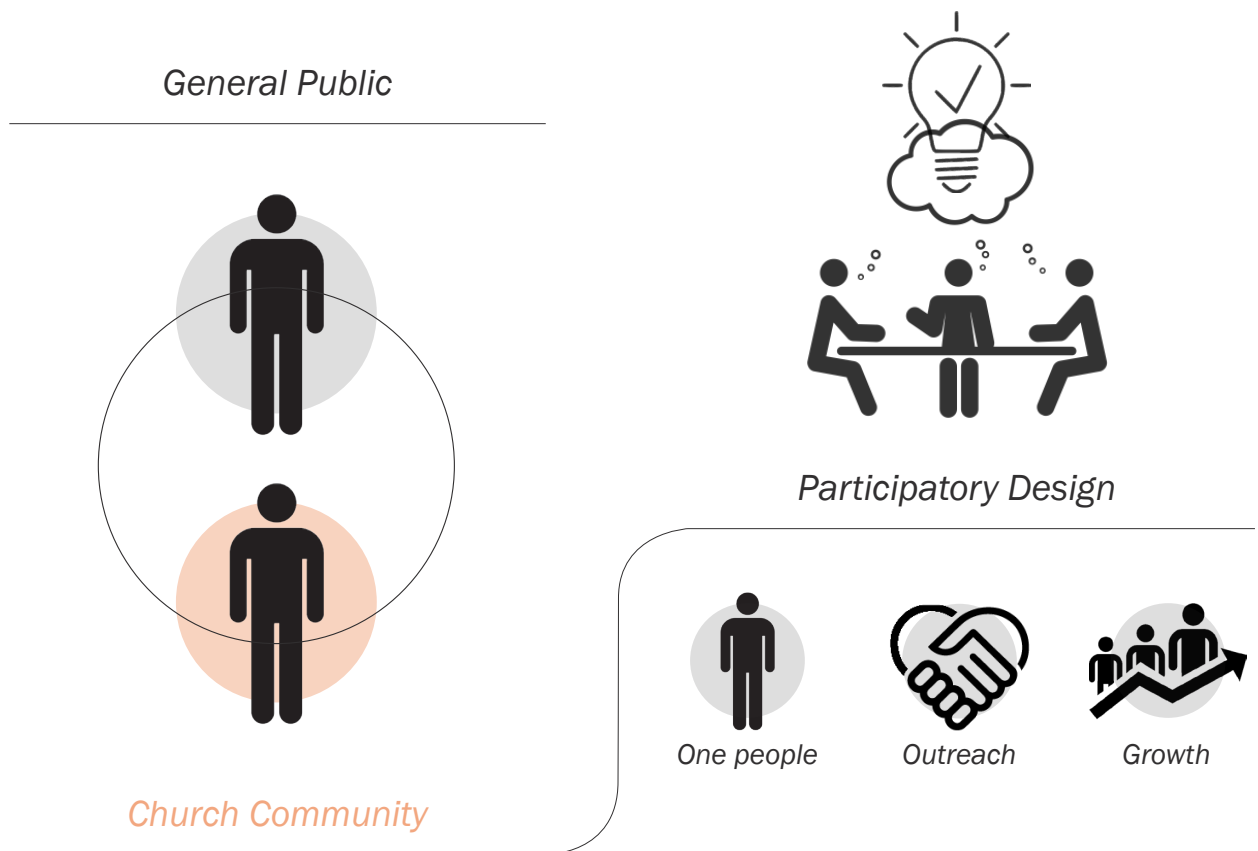 General Public
Church Community
Participatory Design
One people
Outreach
Growth